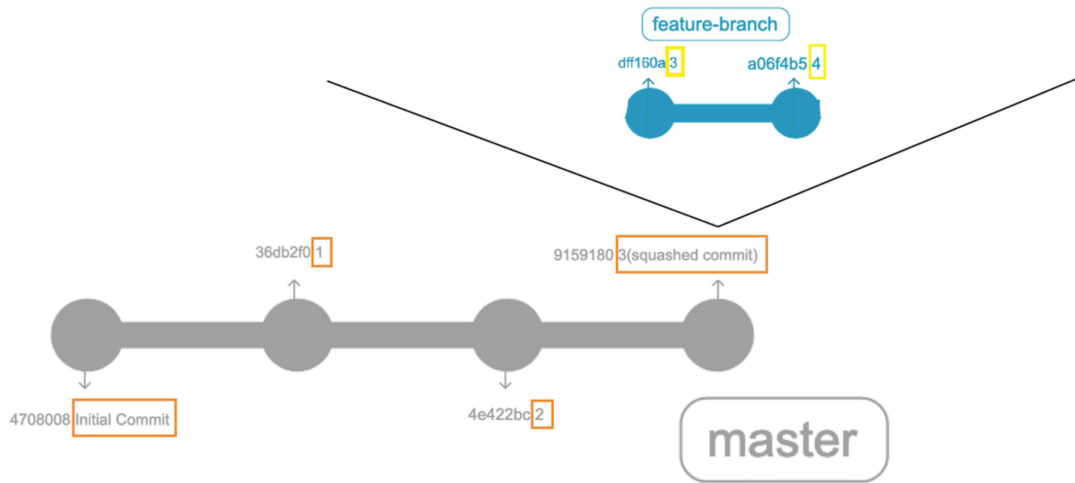 feature-branch
dff160a 3
a06f4b5 4
36db2f0 1
9159180 3(squashed commit)
4708008 Initial Commit
4e422bc 2
master